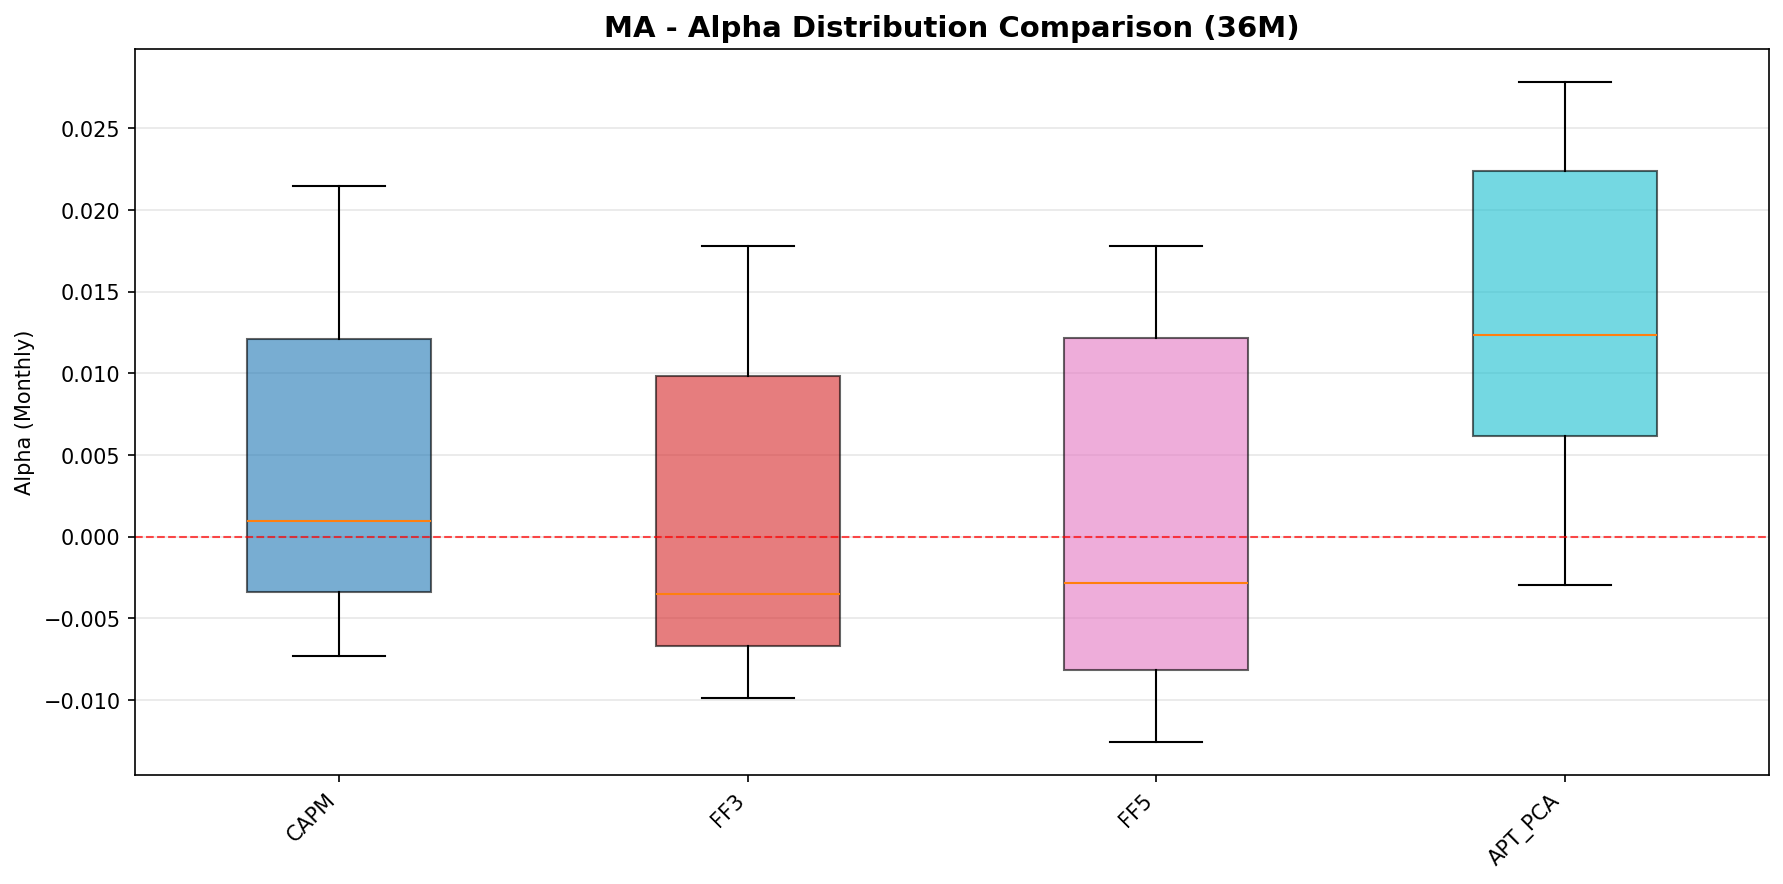 MA - Alpha Distribution Comparison (36M)
Alpha (Monthly)
0.025
0.020
0.015
0.010
0.005
0.000
−0.005
−0.010
CAPM
FF3
FF5
APT_PCA